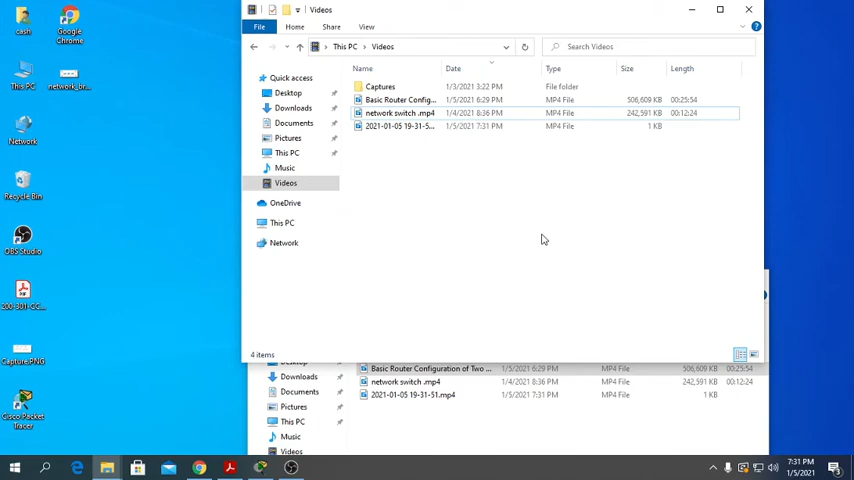 Videos
File
Home
Share
View
This PC
Videos
Search Videos
Name
Date
Type
Size
Length
Captures
1/3/2021 3:22 PM
File folder
Basic Router Config...
1/5/2021 6:29 PM
MP4 File
506,609 KB
00:25:54
network switch .mp4
1/4/2021 8:36 PM
MP4 File
242,591 KB
00:12:24
2021-01-05 19-31-5...
1/5/2021 7:31 PM
MP4 File
1 KB
Quick access
Desktop
Downloads
Documents
Pictures
This PC
Music
Videos
OneDrive
This PC
Network
4 items
Basic Router Configuration of Two ...
1/5/2021 6:29 PM
MP4 File
506,609 KB
00:25:54
network switch .mp4
1/4/2021 8:36 PM
MP4 File
242,591 KB
00:12:24
2021-01-05 19-31-51.mp4
1/5/2021 7:31 PM
MP4 File
1 KB
Desktop
Downloads
Documents
Pictures
This PC
Music
Videos
cash
Google
Chrome
This PC
network_br...
Network
Recycle Bin
OBS Studio
200-301-CC...
Capture.PNG
Cisco Packet
Tracer
7:31 PM
1/5/2021
3